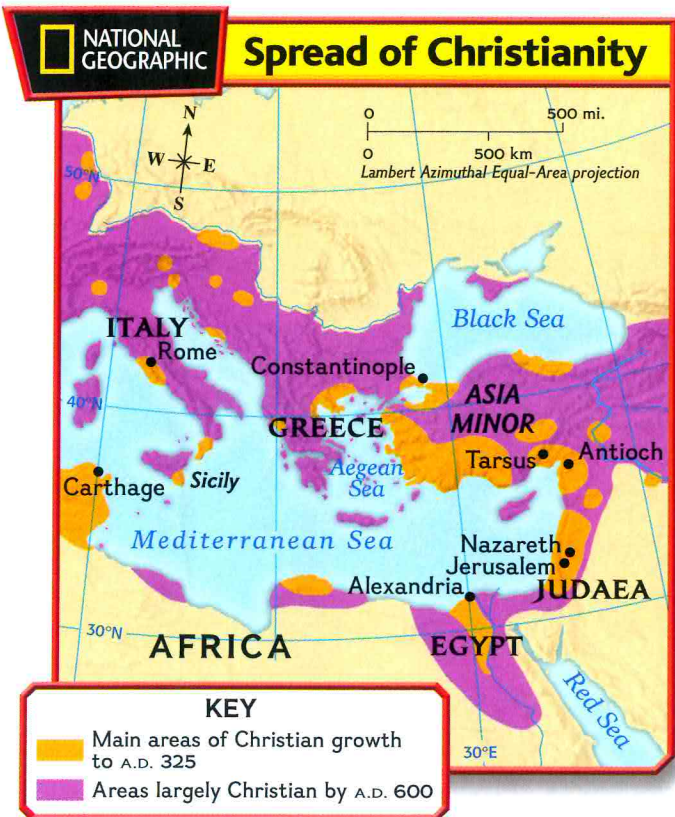 NATIONAL
GEOGRAPHIC
Spread of Christianity
N
W E
S
0 500 mi.
0 500 km
Lambert Azimuthal Equal-Area projection
50°N
Black Sea
ITALY
Rome
Constantinople
40°N
ASIA
MINOR
GREECE
Tarsus
Antioch
Aegean
Sea
Carthage
Sicily
Mediterranean Sea
Nazareth
Jerusalem
JUDAEA
Alexandria
30°N
AFRICA
EGYPT
Red Sea
30°E
KEY
Main areas of Christian growth
to A.D. 325
Areas largely Christian by A.D. 600